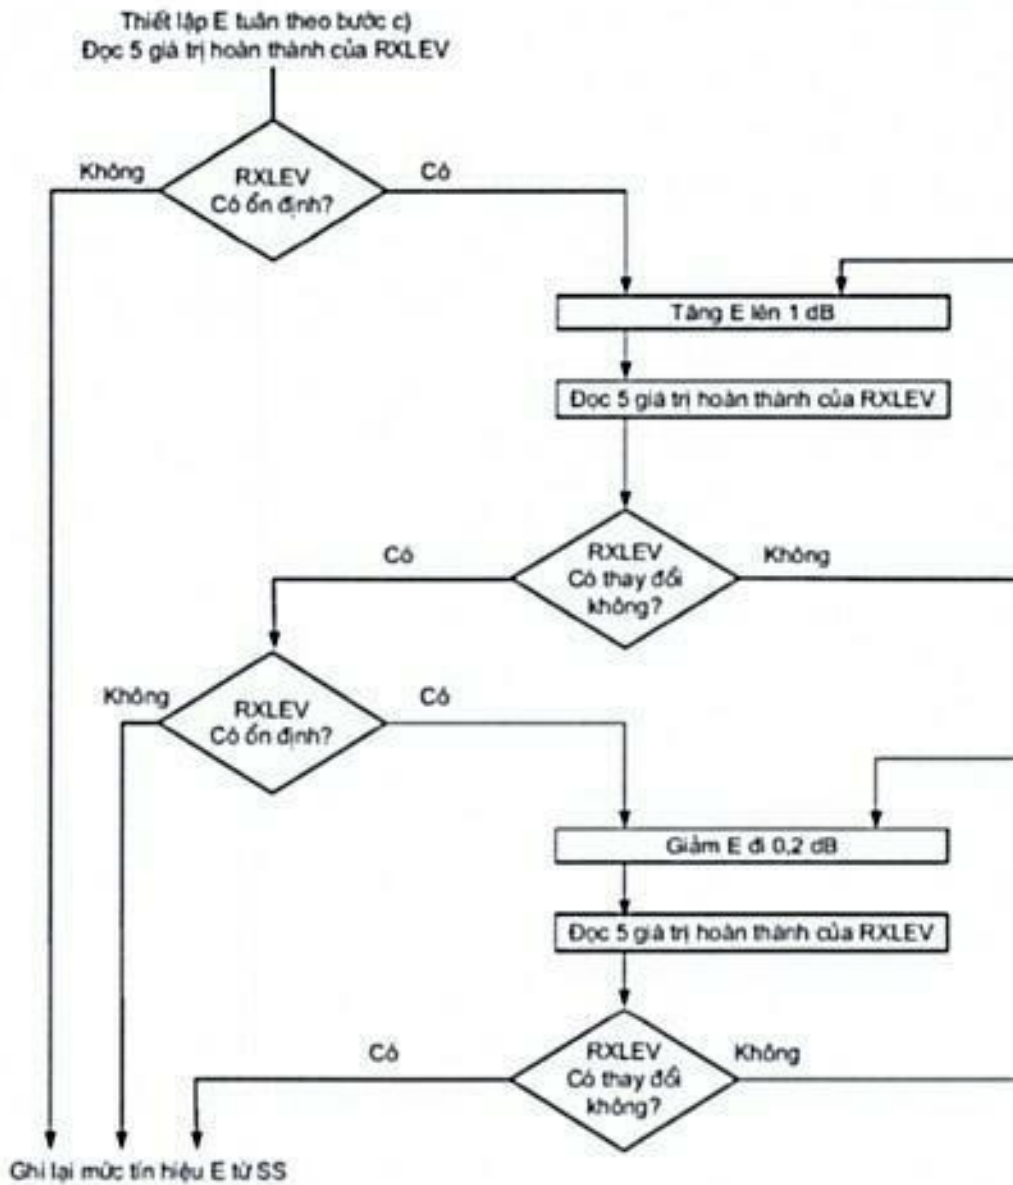 Thiết lập E tuân theo bước c)
Đọc 5 giá trị hoàn thành của RXLEV
Không
RXLEV
Có ổn định?
Có
Tăng E lên 1 dB
Đọc 5 giá trị hoàn thành của RXLEV
Có
RXLEV
Có thay đổi
không?
Không
Không
RXLEV
Có ổn định?
Có
Giảm E đi 0,2 dB
Đọc 5 giá trị hoàn thành của RXLEV
Có
RXLEV
Có thay đổi
không?
Không
Ghi lại mức tín hiệu E từ SS